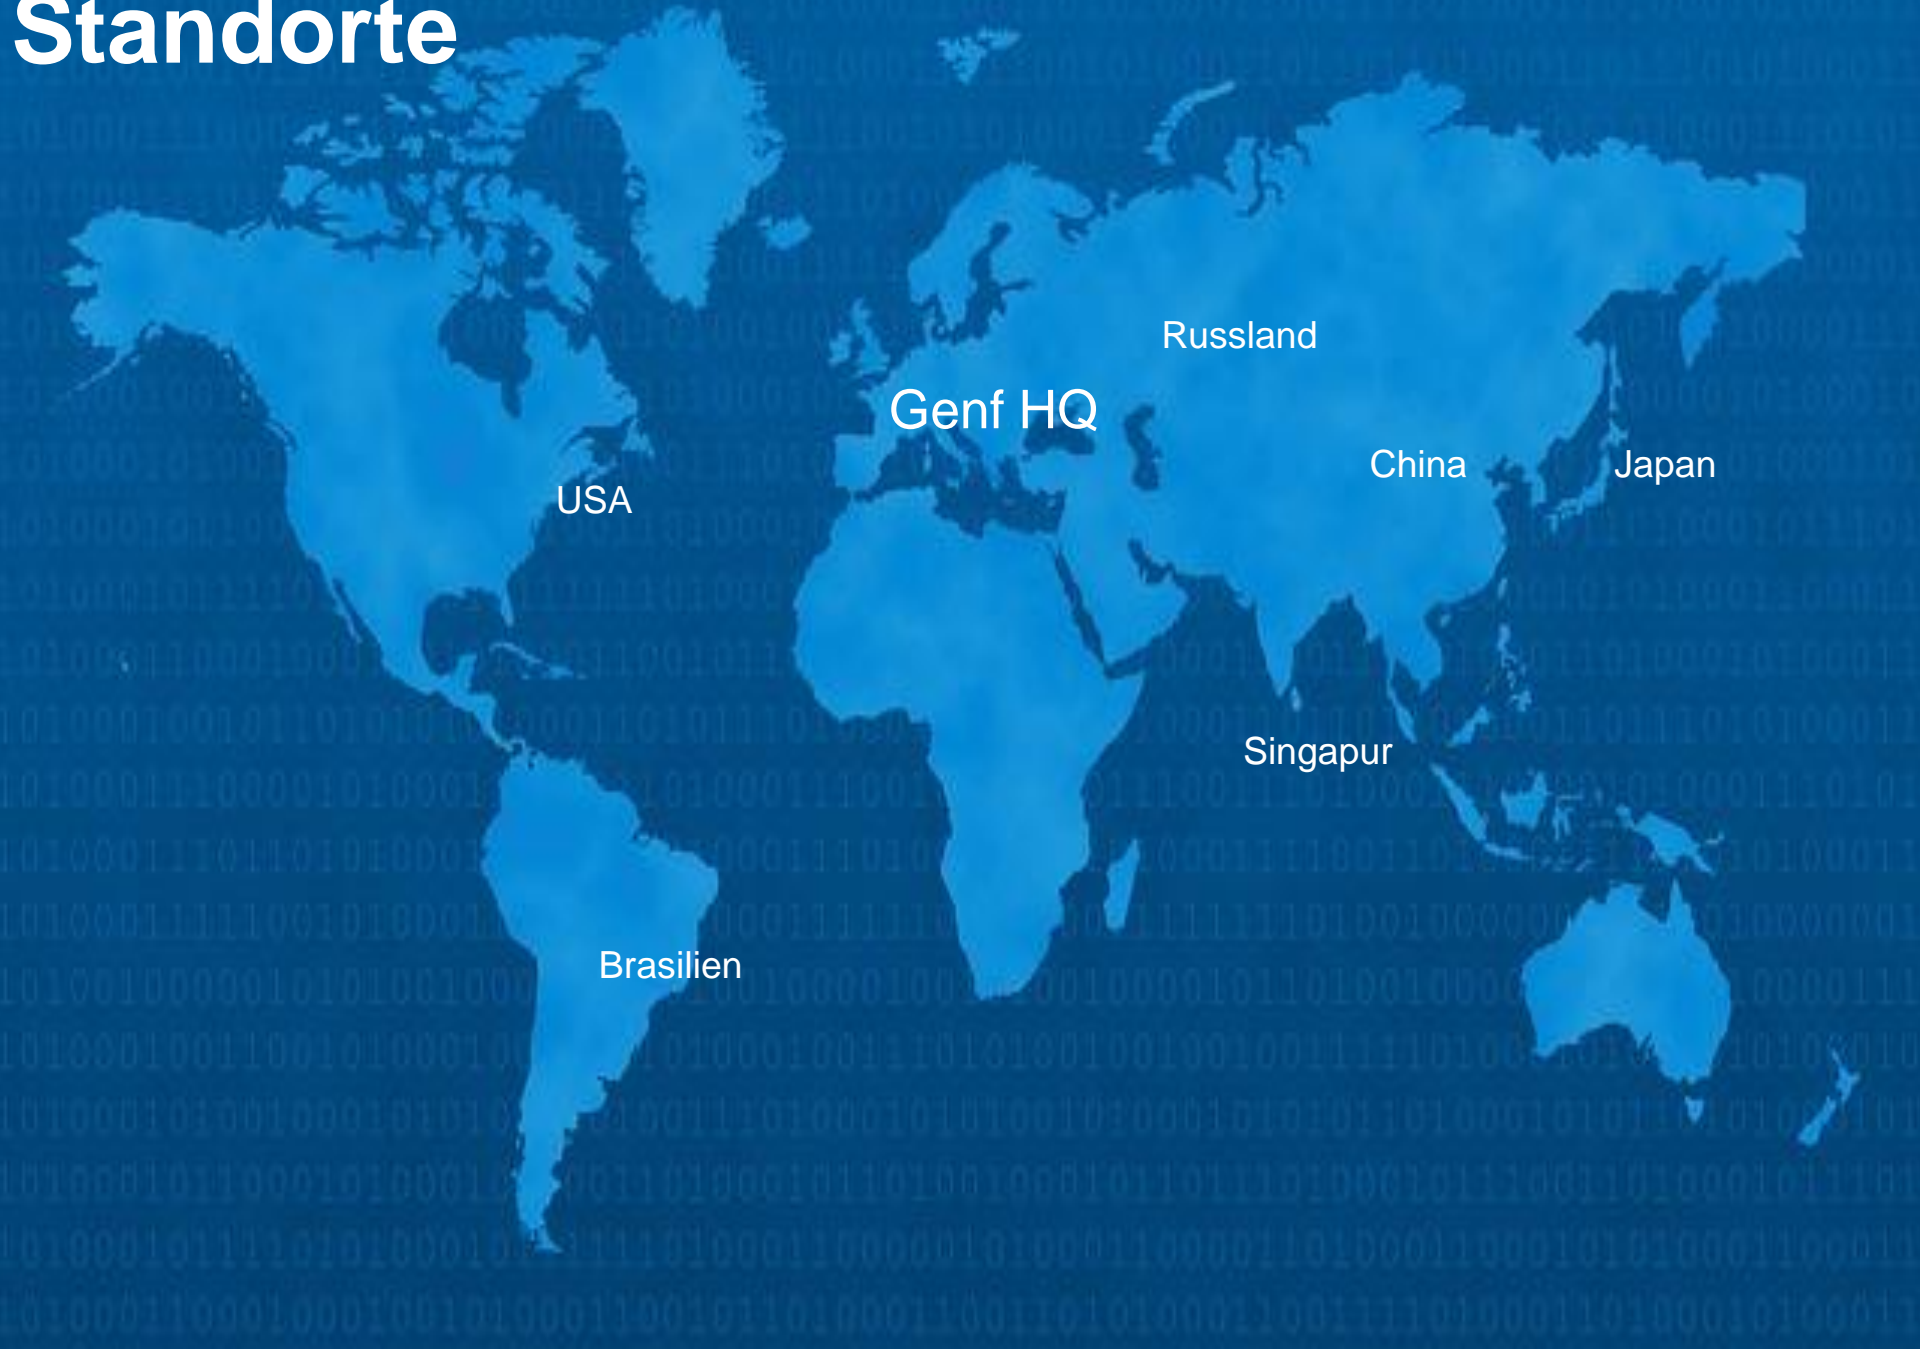 Standorte
Russland
Genf HQ
China
Japan
USA
Singapur
Brasilien